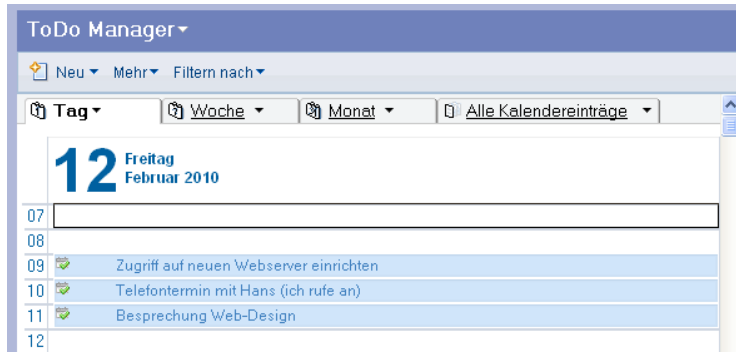 ToDo Manager
Neu Mehr Filtern nach
Tag Woche Monat Alle Kalendereinträge
12 Freitag
Februar 2010
07
08
09 Zugriff auf neuen Webserver einrichten
10 Telefontermin mit Hans (ich rufe an)
11 Besprechung Web-Design
12